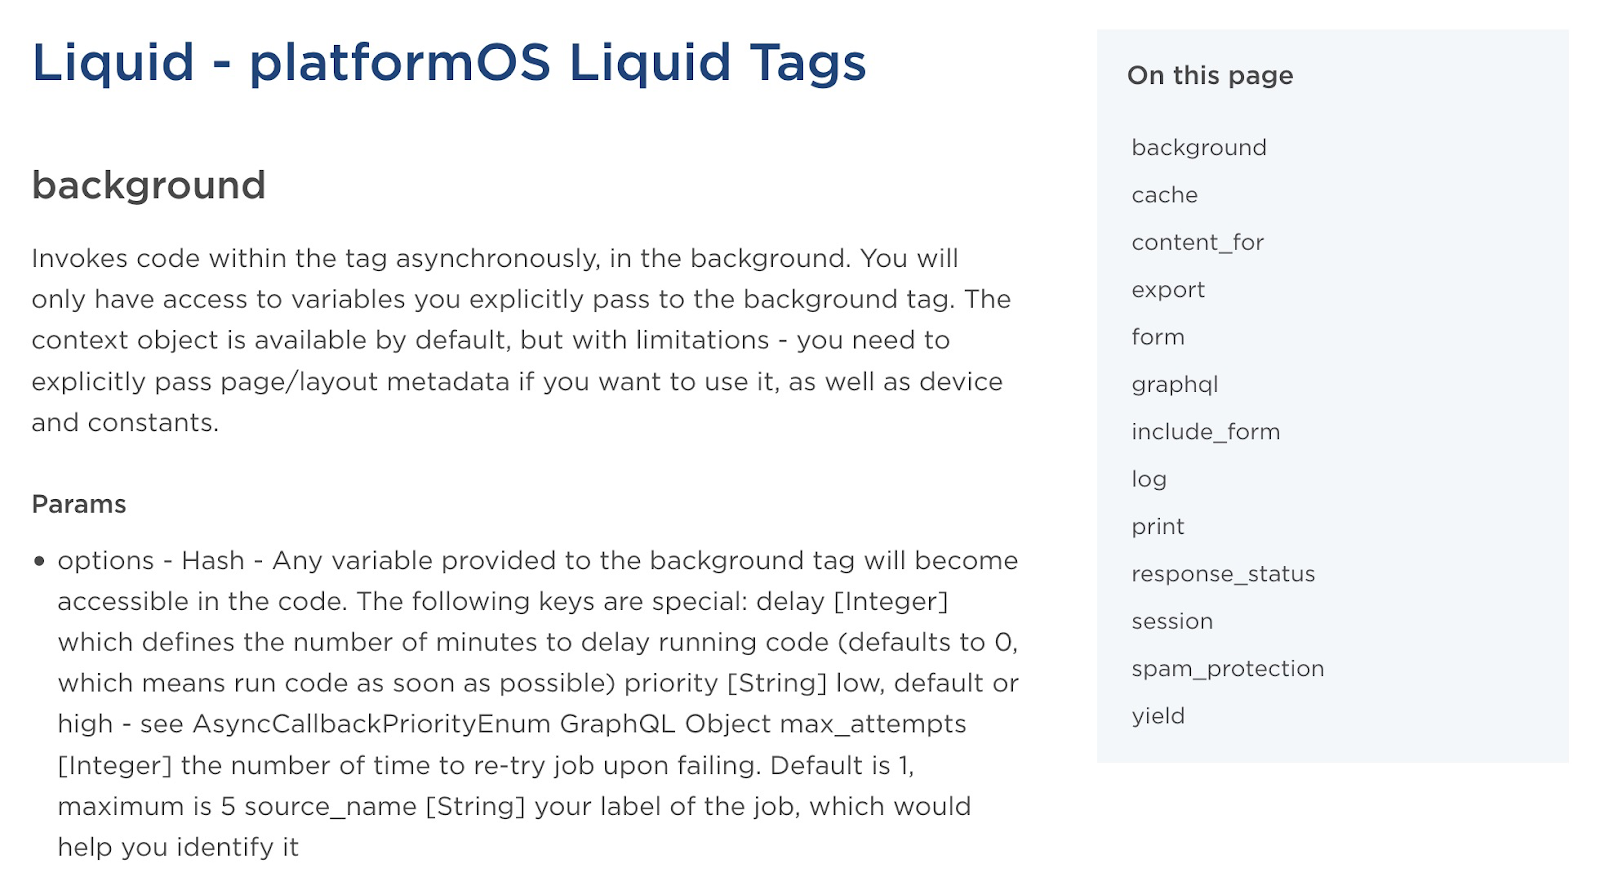 Liquid - platformOS Liquid Tags
background
Invokes code within the tag asynchronously, in the background. You will
only have access to variables you explicitly pass to the background tag. The
context object is available by default, but with limitations - you need to
explicitly pass page/layout metadata if you want to use it, as well as device
and constants.
Params
• options - Hash - Any variable provided to the background tag will become
accessible in the code. The following keys are special: delay [Integer]
which defines the number of minutes to delay running code (defaults to 0,
which means run code as soon as possible) priority [String] low, default or
high - see AsyncCallbackPriorityEnum GraphQL Object max_attempts
[Integer] the number of time to re-try job upon failing. Default is 1,
maximum is 5 source_name [String] your label of the job, which would
help you identify it
On this page
background
cache
content_for
export
form
graphql
include_form
log
print
response_status
session
spam_protection
yield